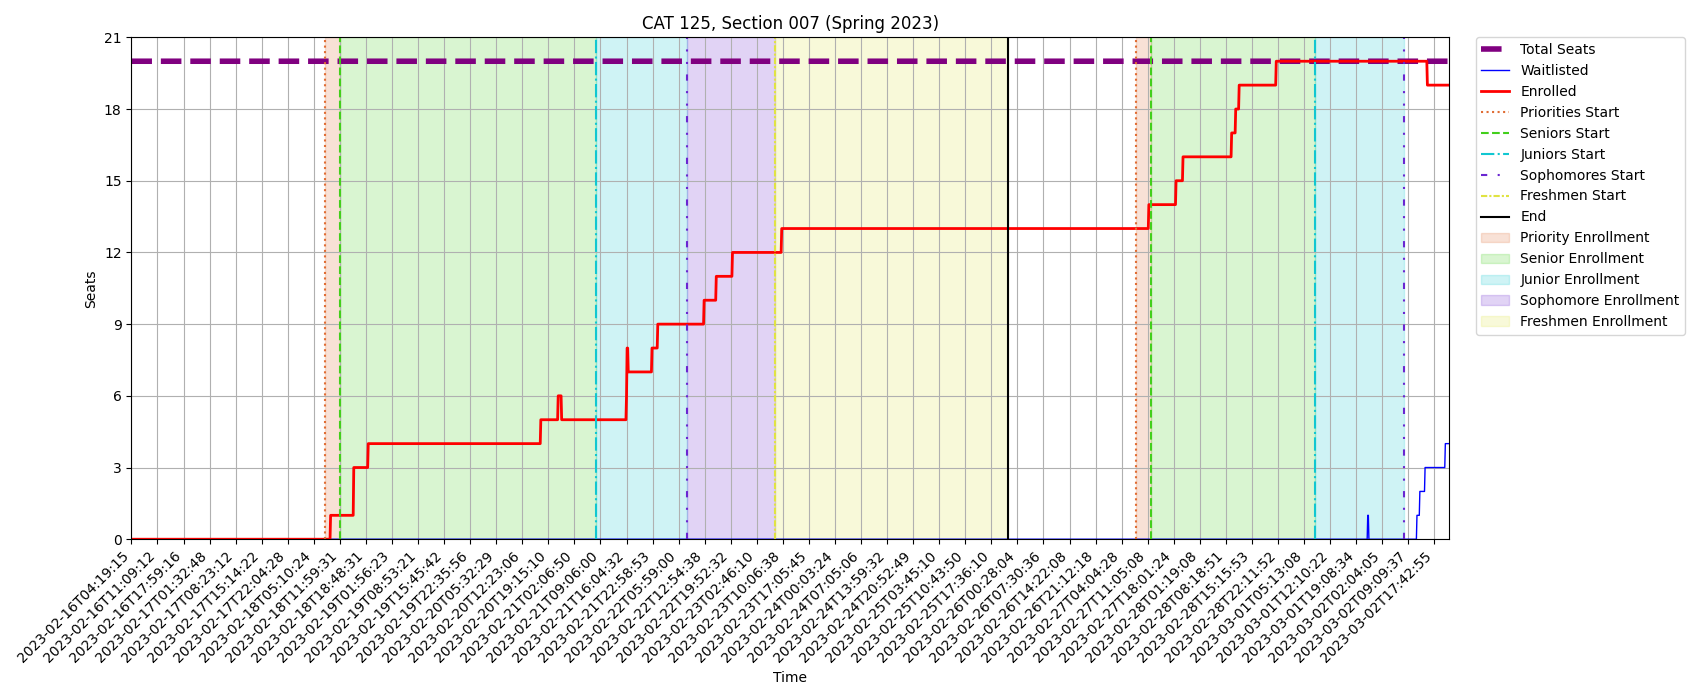 CAT 125, Section 007 (Spring 2023)
21
18
15
12
9
6
3
0
Seats
2023-02-16T04:19:15
2023-02-16T11:09:12
2023-02-16T17:59:16
2023-02-17T01:32:48
2023-02-17T08:23:12
2023-02-17T15:14:22
2023-02-17T22:04:28
2023-02-18T05:10:24
2023-02-18T11:59:31
2023-02-18T18:48:31
2023-02-19T01:56:23
2023-02-19T08:53:21
2023-02-19T15:45:42
2023-02-19T22:35:56
2023-02-20T05:32:29
2023-02-20T12:23:06
2023-02-20T19:15:10
2023-02-21T02:06:50
2023-02-21T09:06:00
2023-02-21T16:04:32
2023-02-21T22:58:53
2023-02-22T05:59:00
2023-02-22T12:54:38
2023-02-22T19:52:32
2023-02-23T02:46:10
2023-02-23T10:06:38
2023-02-23T17:05:45
2023-02-24T00:03:24
2023-02-24T07:05:06
2023-02-24T13:59:32
2023-02-24T20:52:49
2023-02-25T03:45:10
2023-02-25T10:43:50
2023-02-25T17:36:10
2023-02-26T00:28:04
2023-02-26T07:30:36
2023-02-26T14:22:08
2023-02-26T21:12:18
2023-02-27T04:04:28
2023-02-27T11:05:08
2023-02-27T18:01:24
2023-02-28T01:19:08
2023-02-28T08:18:51
2023-02-28T15:15:53
2023-02-28T22:11:52
2023-03-01T05:13:08
2023-03-01T12:10:22
2023-03-01T19:08:34
2023-03-02T02:04:05
2023-03-02T09:09:37
2023-03-02T17:42:55
Time
Total Seats
Waitlisted
Enrolled
Priorities Start
Seniors Start
Juniors Start
Sophomores Start
Freshmen Start
End
Priority Enrollment
Senior Enrollment
Junior Enrollment
Sophomore Enrollment
Freshmen Enrollment